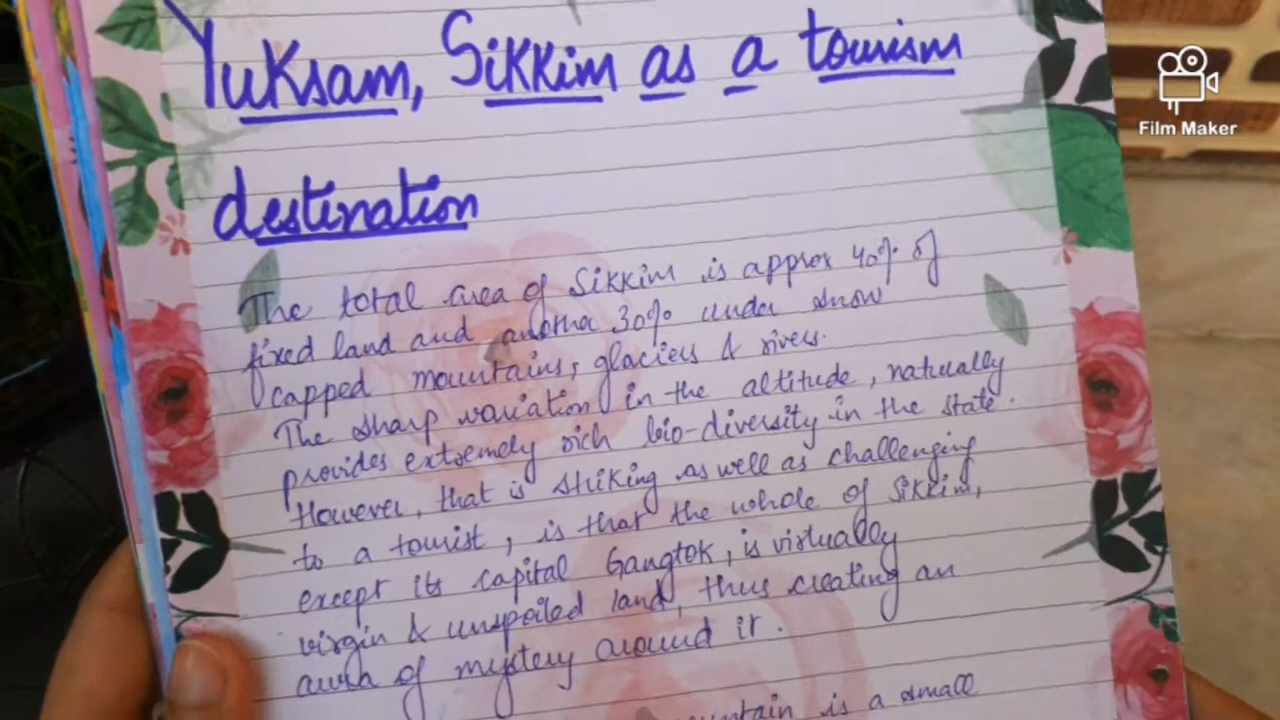 Yuksam, Sikkim as a tourism
destination
The total area of Sikkim is approx 40% of
fixed land and another 30% under snow
capped mountains, glaciers & rivers.
The sharp variation in the altitude, naturally
provides extremely rich bio-diversity in the state.
However, that is striking as well as challenging
to a tourist, is that the whole of Sikkim,
except its capital Gangtok, is virtually
virgin & unspoiled land, thus creating an
aura of mystery around it.
is a small
Film Maker